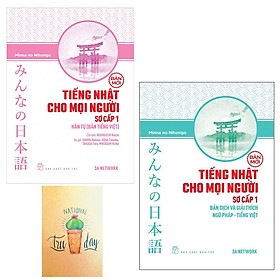 Minna no Nihongo
BẢN MỚI
TIẾNG NHẬT
CHO MỌI NGƯỜI
SƠ CẤP 1
HÁN TỰ (BẢN TIẾNG VIỆT)
みんなの日本語
3A NETWORK
Minna no Nihongo
BẢN MỚI
TIẾNG NHẬT
CHO MỌI NGƯỜI
SƠ CẤP 1
BẢN DỊCH VÀ GIẢI THÍCH
NGỮ PHÁP - TIẾNG VIỆT
みんなの日本語
3A NETWORK
NATIONAL
day